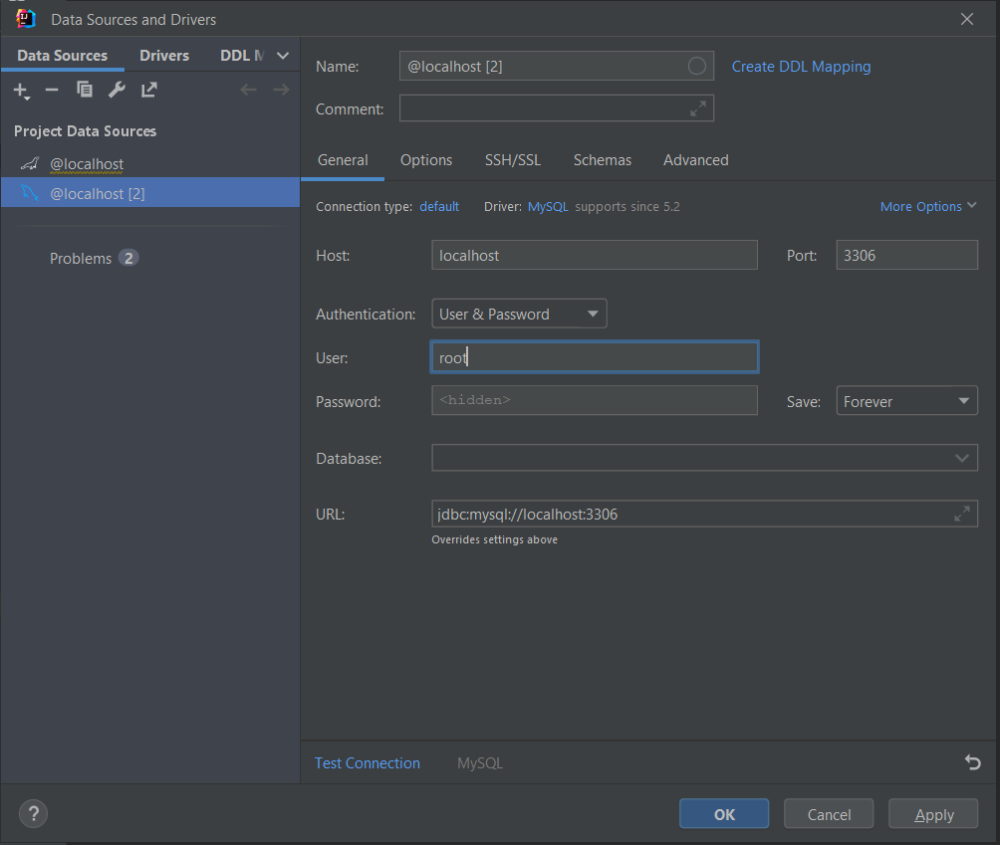 Data Sources and Drivers
Data Sources Drivers DDL M
Project Data Sources
@localhost
@localhost [2]
Problems 2
Name: @localhost [2] Create DDL Mapping
Comment:
General Options SSH/SSL Schemas Advanced
Connection type: default Driver: MySQL supports since 5.2 More Options
Host: localhost Port: 3306
Authentication: User & Password
User: root
Password: <hidden> Save: Forever
Database:
URL: jdbc:mysql://localhost:3306
Overrides settings above
Test Connection MySQL
? OK Cancel Apply